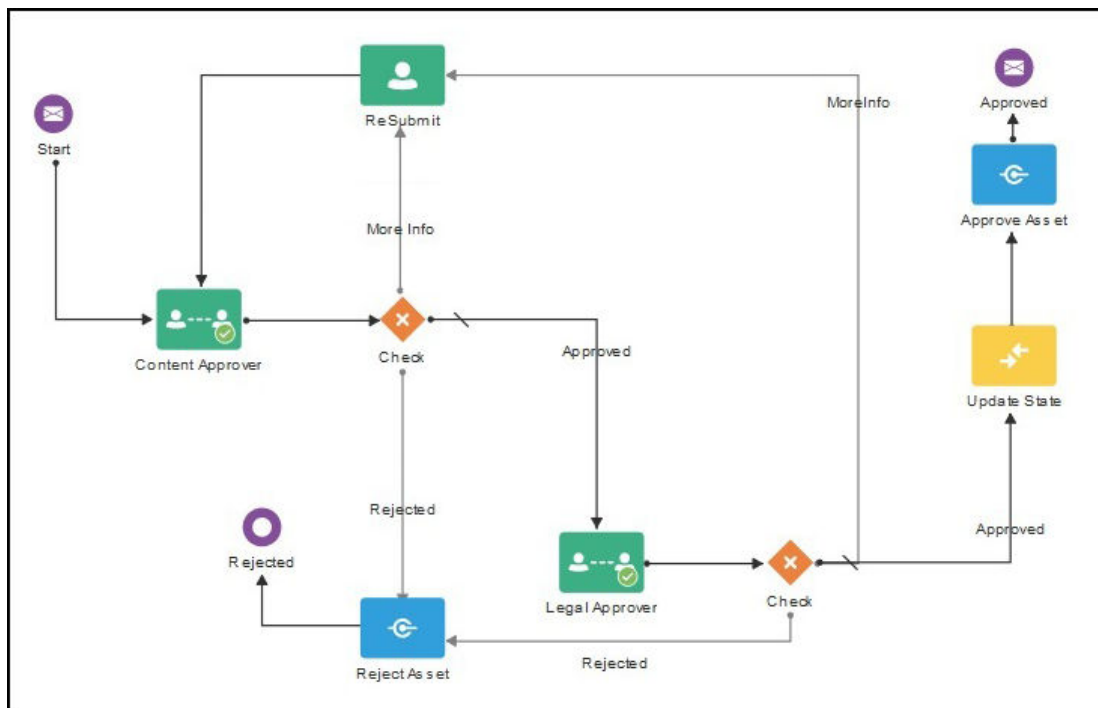 ReSubmit
MoreInfo
Approved
Start
Approve Asset
More Info
Content Approver
Check
Approved
Update State
Rejected
Approved
Rejected
Legal Approver
Check
Reject Asset
Rejected